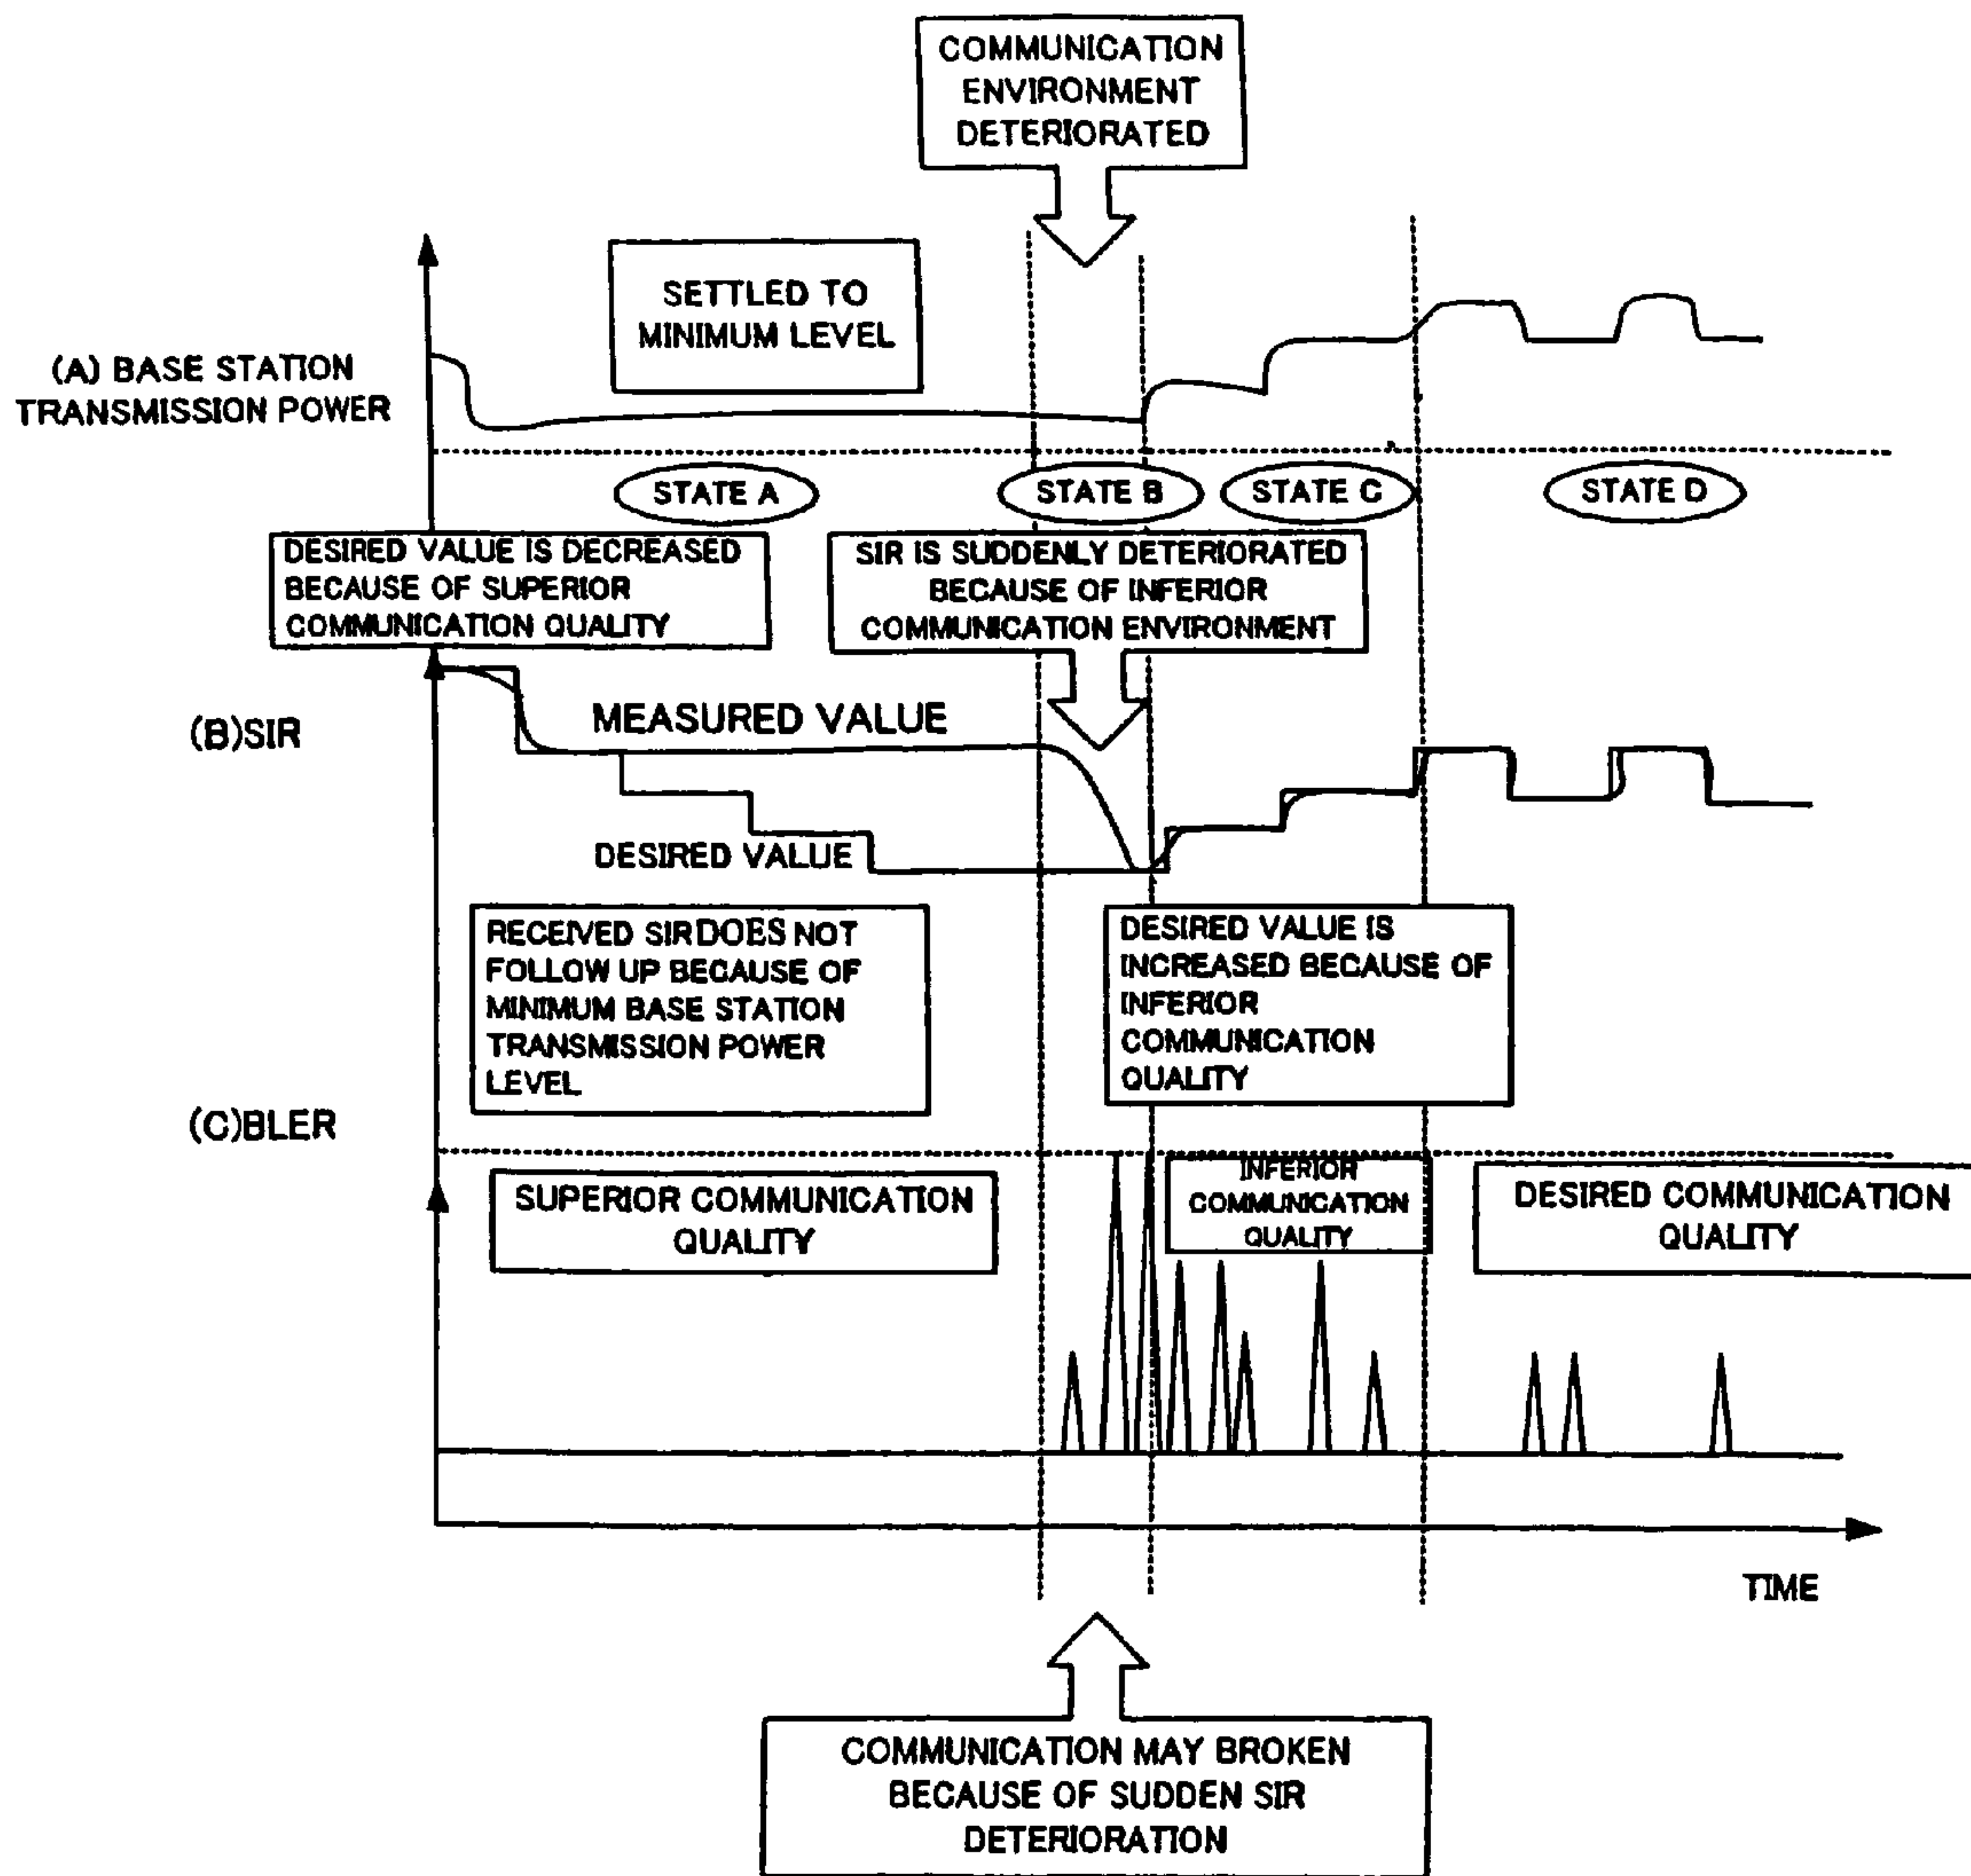 COMMUNICATION
ENVIRONMENT
DETERIORATED
SETTLED TO
MINIMUM LEVEL
(A) BASE STATION
TRANSMISSION POWER
STATE A
STATE B
STATE C
STATE D
DESIRED VALUE IS DECREASED
BECAUSE OF SUPERIOR
COMMUNICATION QUALITY
SIR IS SUDDENLY DETERIORATED
BECAUSE OF INFERIOR
COMMUNICATION ENVIRONMENT
(B)SIR
MEASURED VALUE
DESIRED VALUE
RECEIVED SIR DOES NOT
FOLLOW UP BECAUSE OF
MINIMUM BASE STATION
TRANSMISSION POWER
LEVEL
DESIRED VALUE IS
INCREASED BECAUSE OF
INFERIOR
COMMUNICATION
QUALITY
(C)BLER
SUPERIOR COMMUNICATION
QUALITY
INFERIOR
COMMUNICATION
QUALITY
DESIRED COMMUNICATION
QUALITY
TIME
COMMUNICATION MAY BROKEN
BECAUSE OF SUDDEN SIR
DETERIORATION